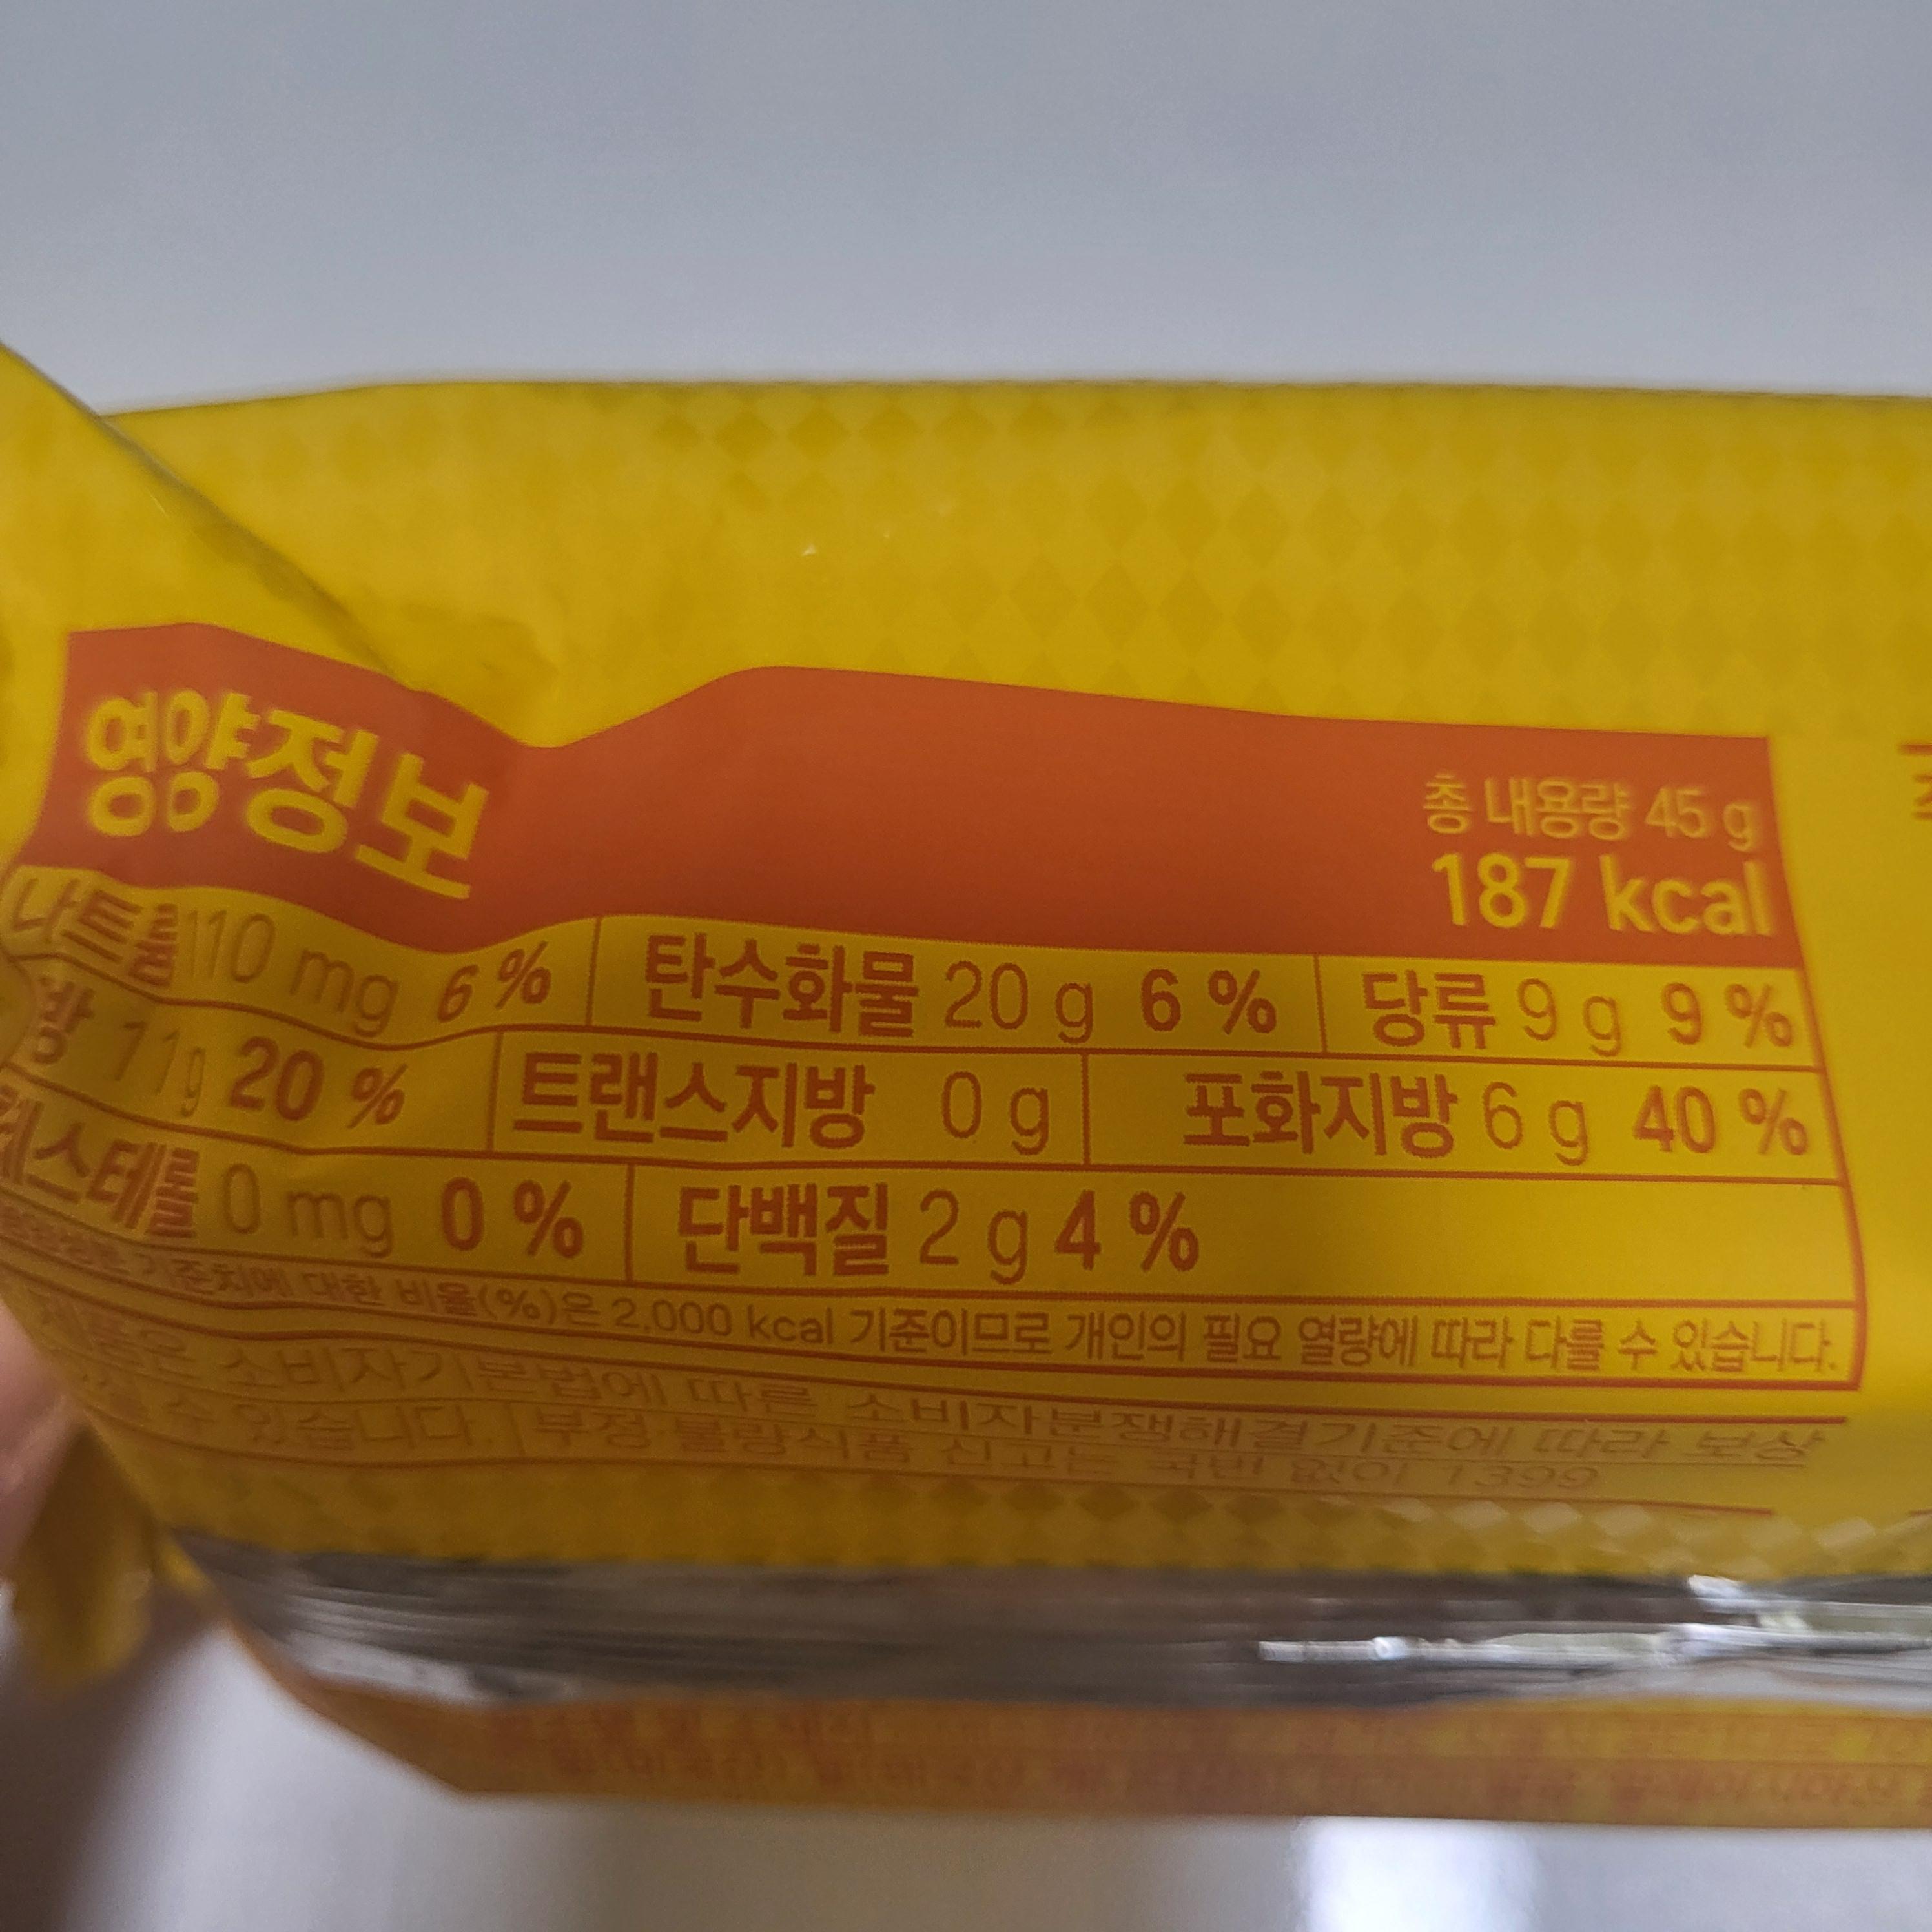 영양정보
총 내용량 45 g
187 kcal
나트륨 110 mg 6 % 탄수화물 20 g 6 % 당류 9 g 9 %
방 11g 20 % 트랜스지방 0 g 포화지방 6 g 40 %
스테롤 0 mg 0 % 단백질 2 g 4 %
기준치에 대한 비율(%)은 2,000 kcal 기준이므로 개인의 필요 열량에 따라 다를 수 있습니다.
소비자기본법에 따른 소비자분쟁해결기준에 따라 보상
수 있습니다. 부정·불량식품 신고는 국번 없이 1399